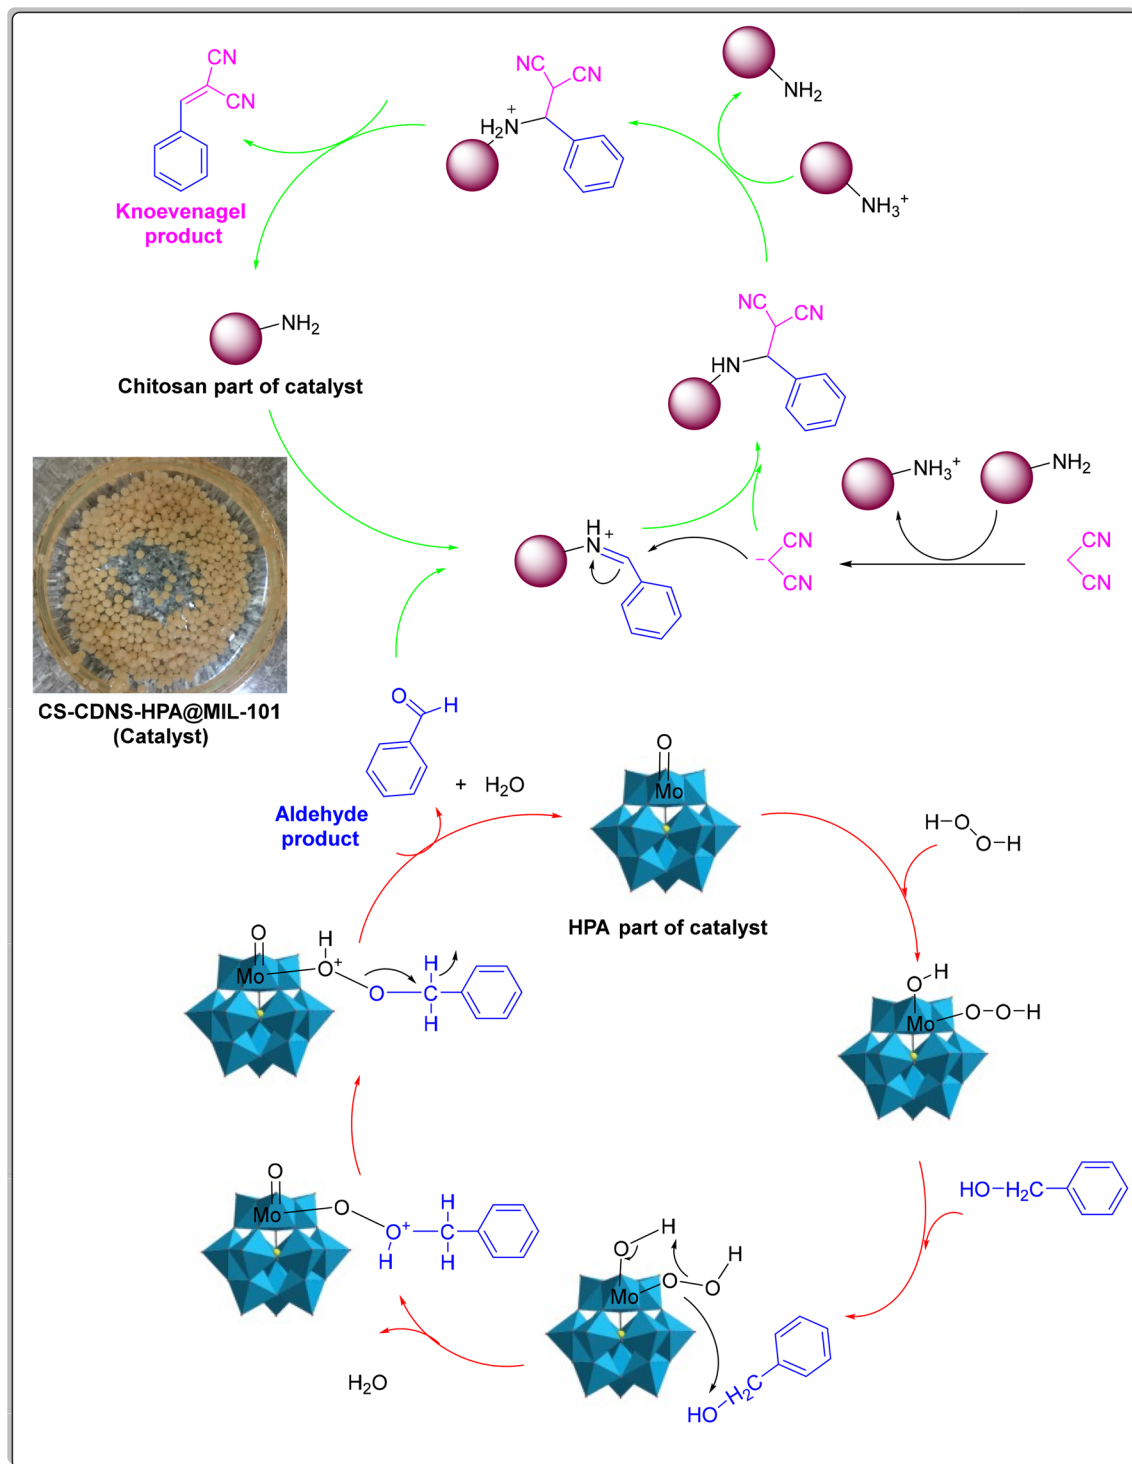 CN
CN
Knoevenagel
product
NC
CN
H2N+
NH2
NH3+
NH2
Chitosan part of catalyst
NC
CN
HN
NH3+
NH2
H
N+
CN
CN
CN
CN
CS-CDNS-HPA@MIL-101
(Catalyst)
O
H
Aldehyde
product
+ H2O
O
Mo
HPA part of catalyst
H-O
O-H
O
Mo
H
O+
O
H
C
H
O-H
Mo
O-O-H
HO-H2C
O
Mo
O
O+
H
H
C
H
O
H
Mo
O
O
H
HO-H2C
H2O